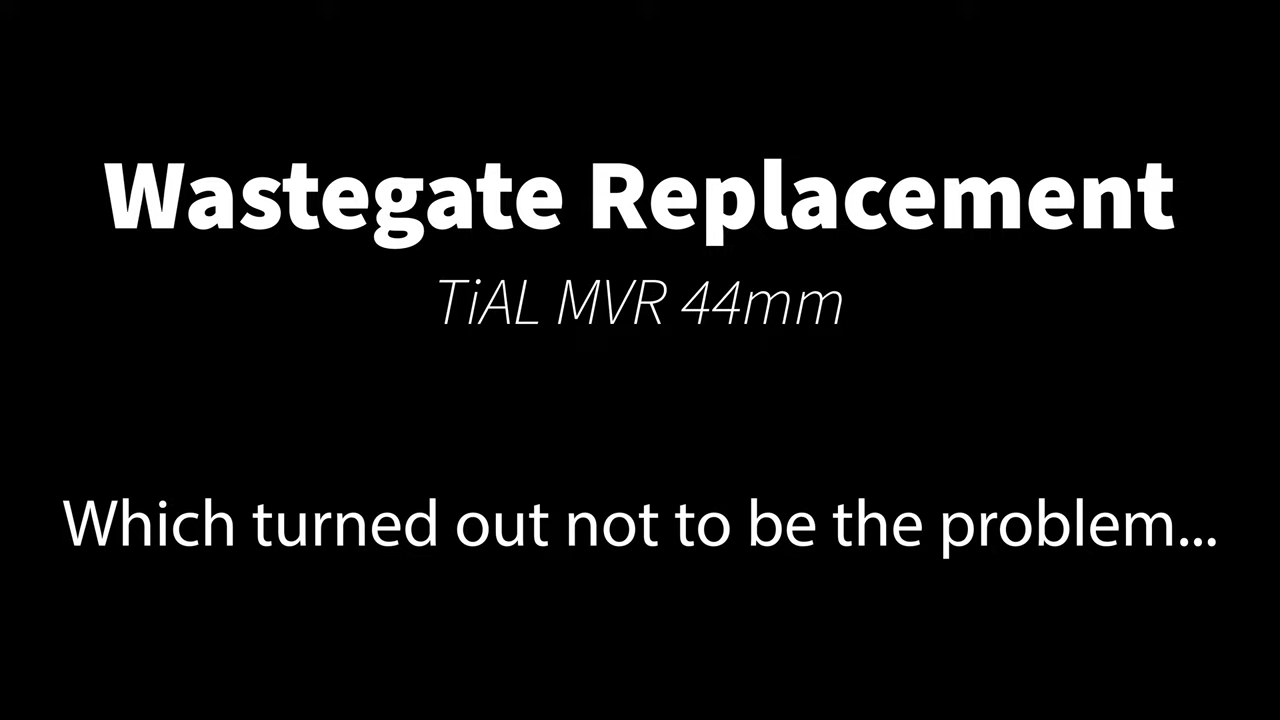 Wastegate Replacement
TiAL MVR 44mm
Which turned out not to be the problem...